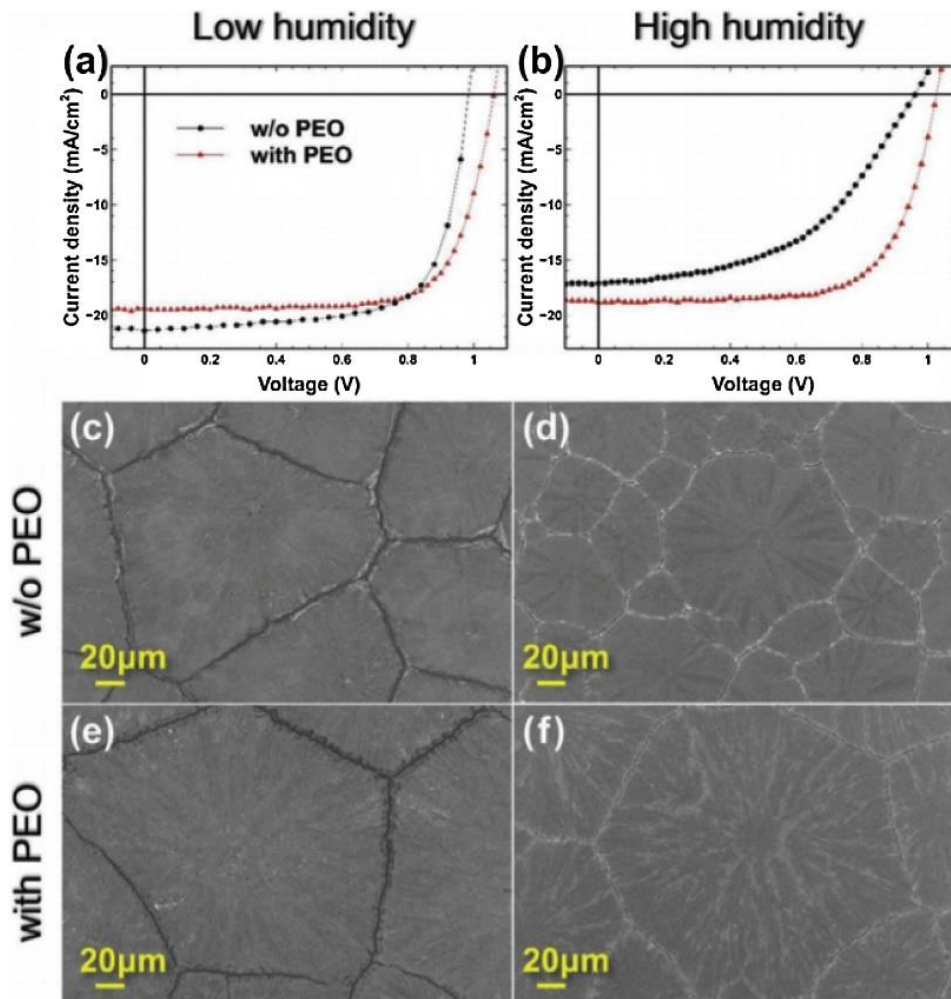 Low humidity
High humidity
(a)
(b)
Current density (mA/cm²)
0
−5
−10
−15
−20
w/o PEO
with PEO
0 0.2 0.4 0.6 0.8 1
Voltage (V)
Current density (mA/cm²)
0
−5
−10
−15
−20
0 0.2 0.4 0.6 0.8 1
Voltage (V)
w/o PEO
(c)
20μm
(d)
20μm
with PEO
(e)
20μm
(f)
20μm